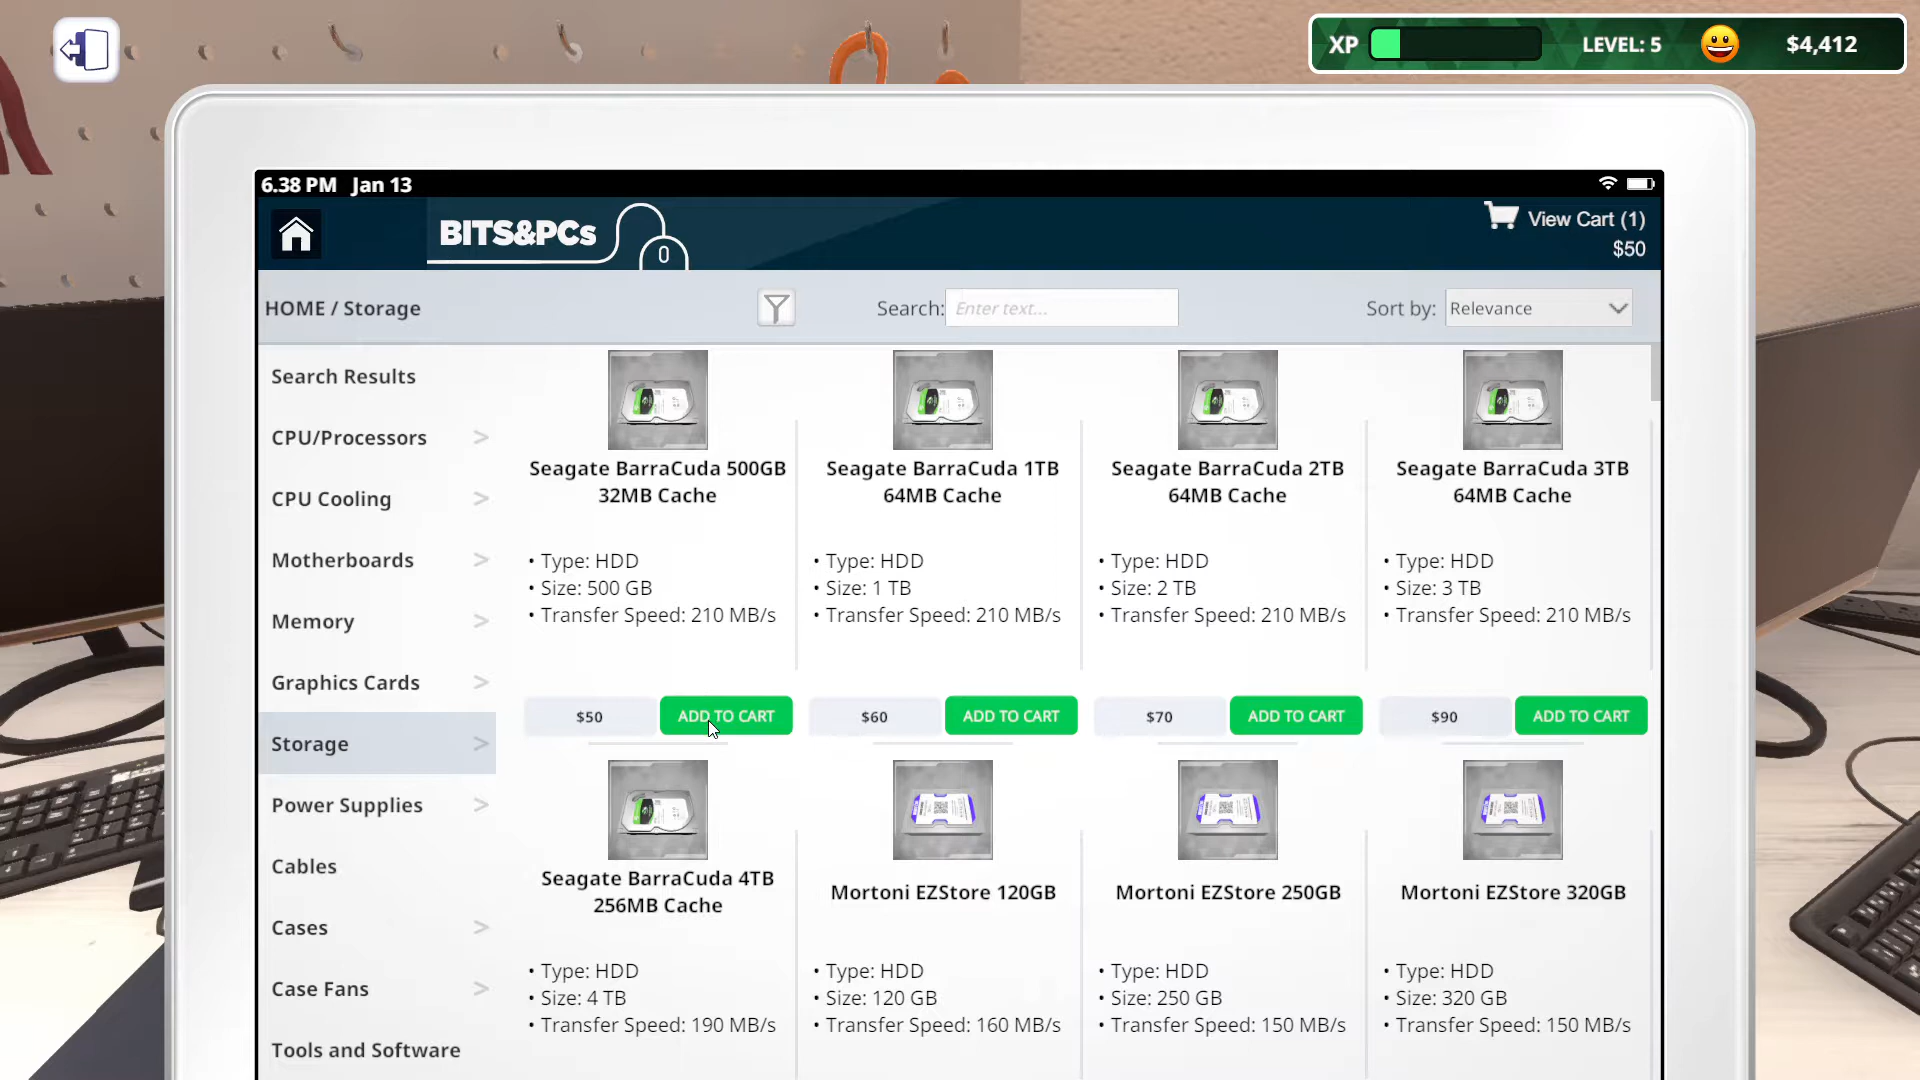 XP
LEVEL: 5
$4,412
6.38 PM Jan 13
BITS&PCs
View Cart (1)
$50
HOME / Storage
Search:
Enter text...
Sort by:
Relevance
Search Results
CPU/Processors >
CPU Cooling >
Motherboards >
Memory >
Graphics Cards >
Storage >
Power Supplies >
Cables
Cases >
Case Fans >
Tools and Software
Seagate BarraCuda 500GB
32MB Cache
• Type: HDD
• Size: 500 GB
• Transfer Speed: 210 MB/s
$50
ADD TO CART
Seagate BarraCuda 1TB
64MB Cache
• Type: HDD
• Size: 1 TB
• Transfer Speed: 210 MB/s
$60
ADD TO CART
Seagate BarraCuda 2TB
64MB Cache
• Type: HDD
• Size: 2 TB
• Transfer Speed: 210 MB/s
$70
ADD TO CART
Seagate BarraCuda 3TB
64MB Cache
• Type: HDD
• Size: 3 TB
• Transfer Speed: 210 MB/s
$90
ADD TO CART
Seagate BarraCuda 4TB
256MB Cache
• Type: HDD
• Size: 4 TB
• Transfer Speed: 190 MB/s
Mortoni EZStore 120GB
• Type: HDD
• Size: 120 GB
• Transfer Speed: 160 MB/s
Mortoni EZStore 250GB
• Type: HDD
• Size: 250 GB
• Transfer Speed: 150 MB/s
Mortoni EZStore 320GB
• Type: HDD
• Size: 320 GB
• Transfer Speed: 150 MB/s